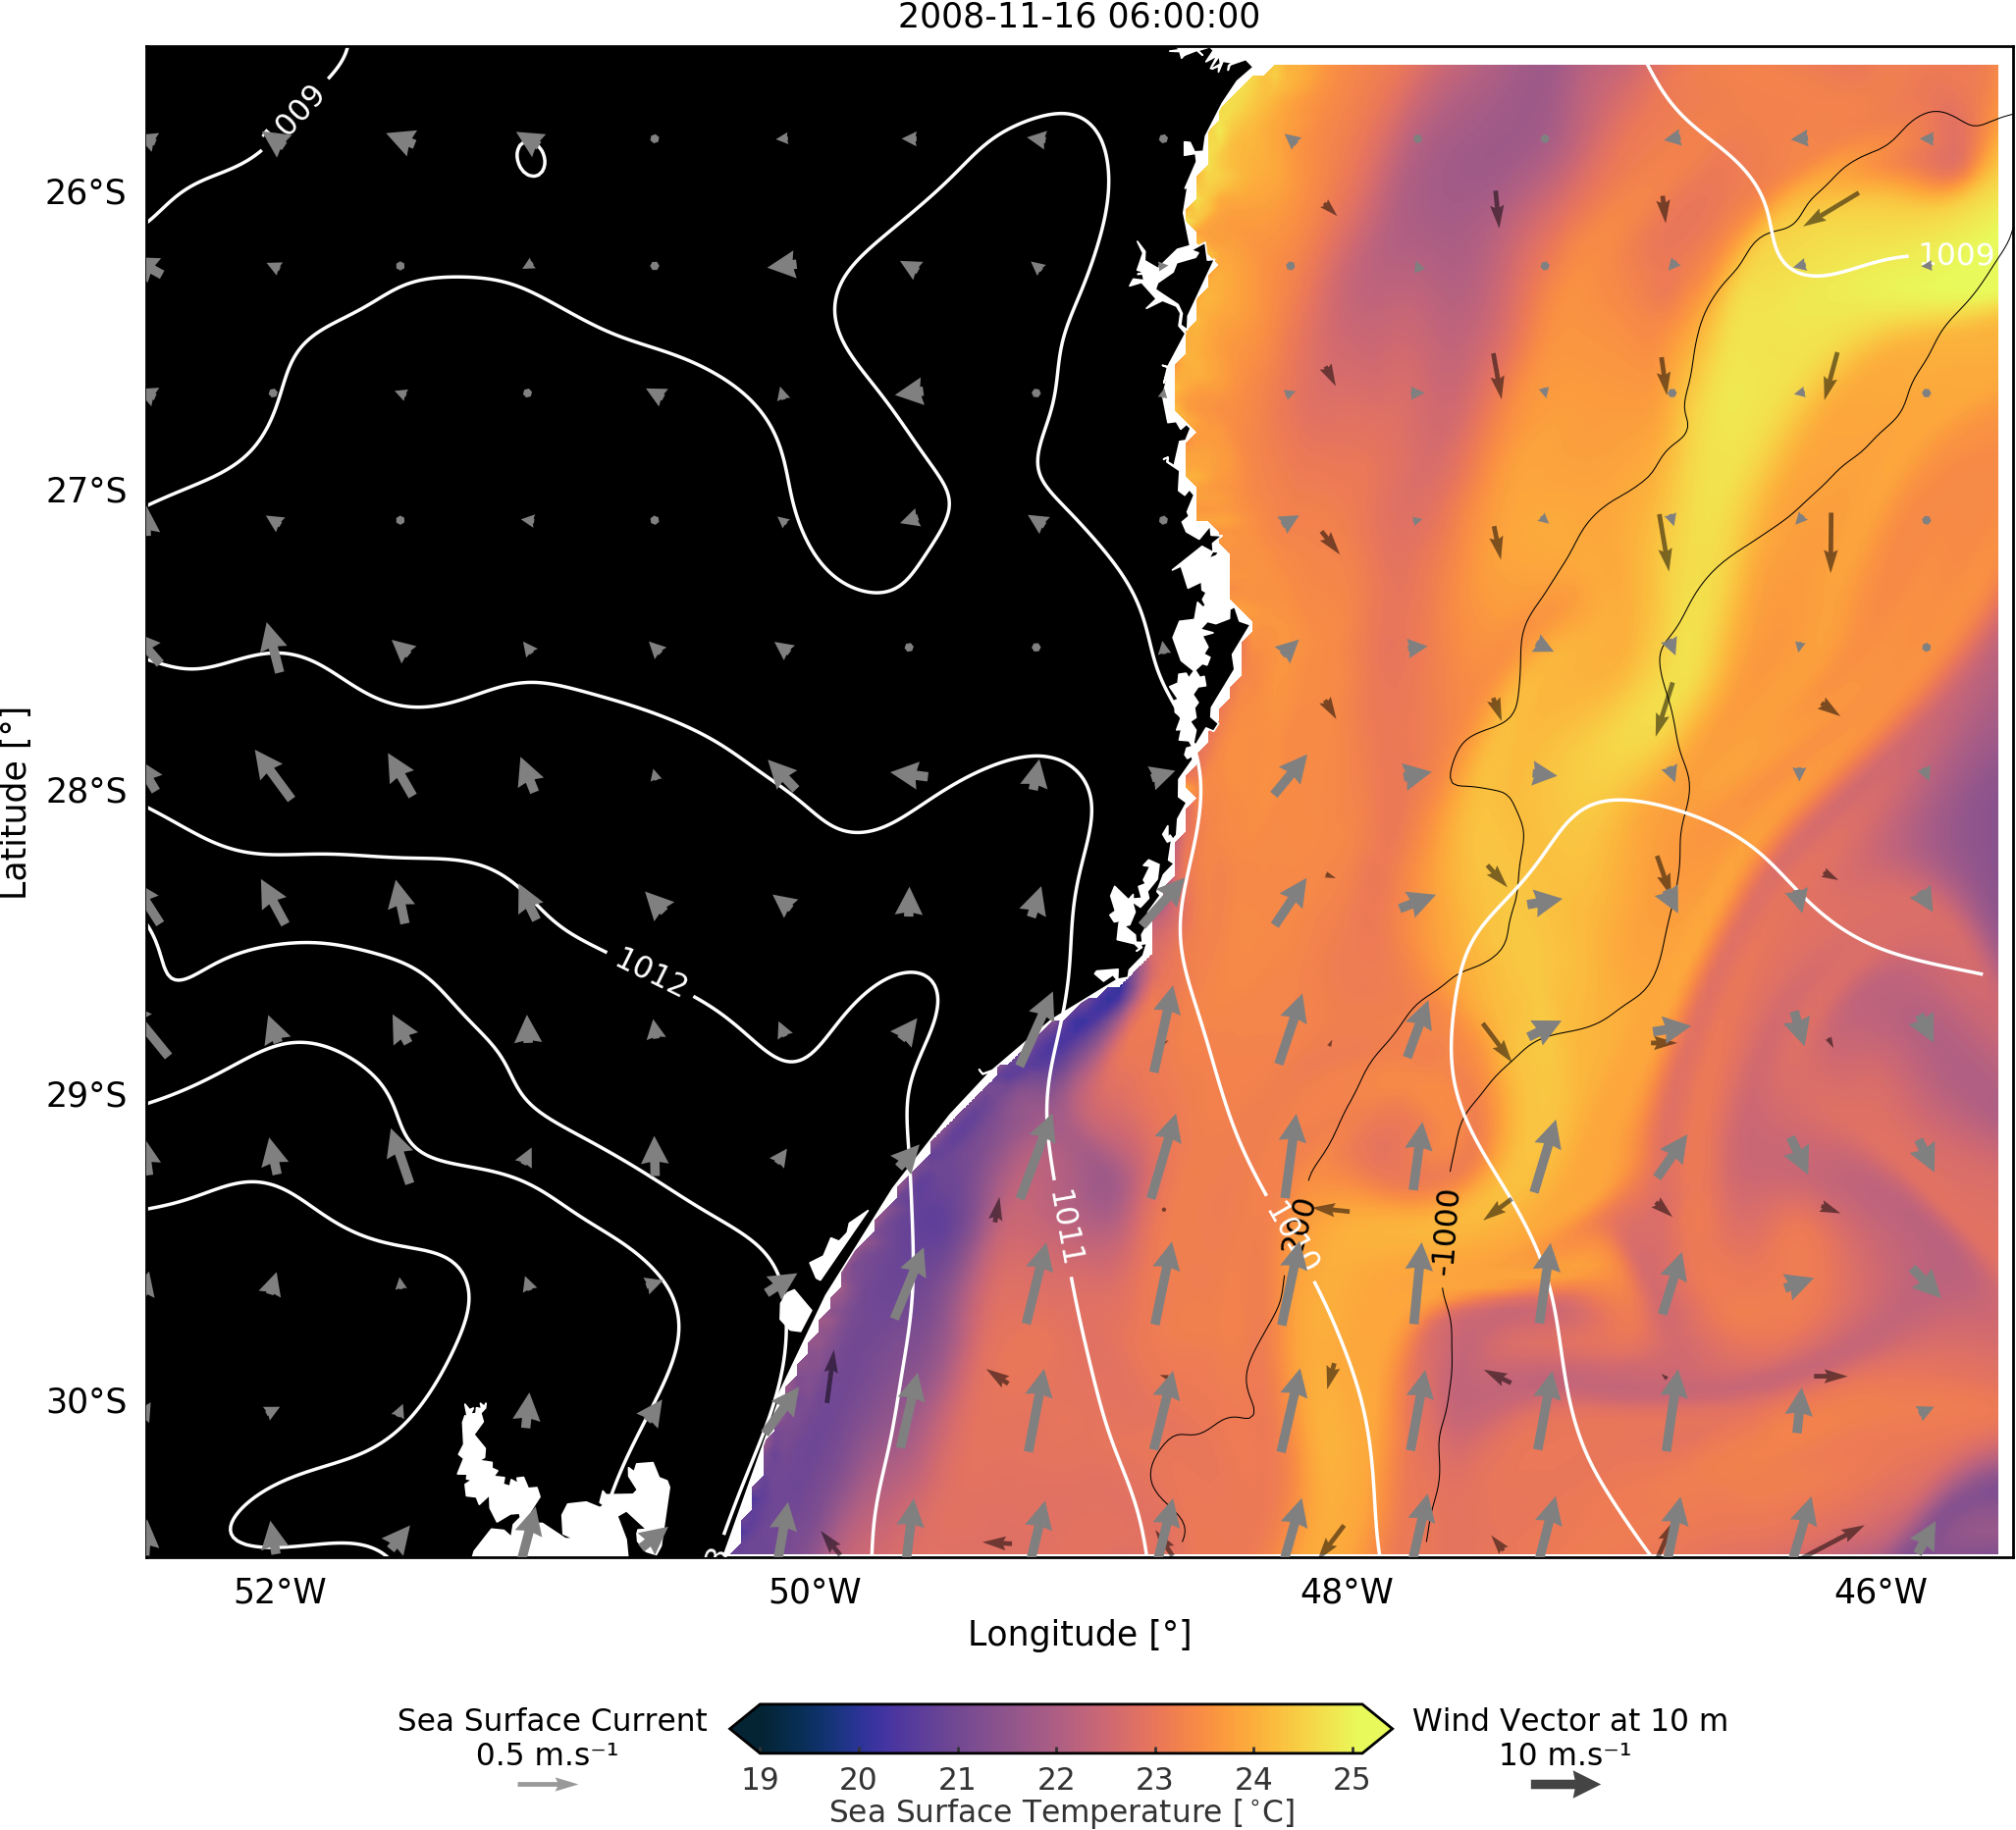 2008-11-16 06:00:00
1009
26°S
1009
27°S
Latitude [°]
28°S
1012
29°S
1011
1010
200
-1000
30°S
52°W
50°W
48°W
46°W
Longitude [°]
Sea Surface Current
0.5 m.s⁻¹
Wind Vector at 10 m
10 m.s⁻¹
19 20 21 22 23 24 25
Sea Surface Temperature [°C]